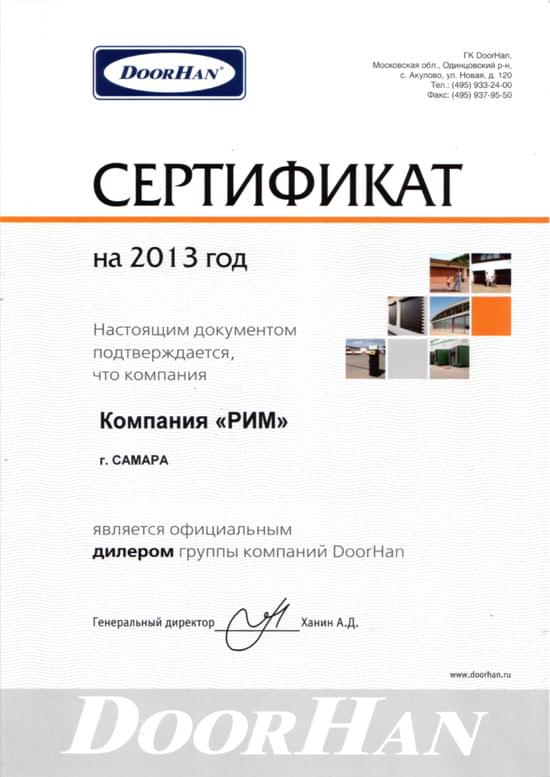 DOORHAN®
ГК DoorHan,
Московская обл., Одинцовский р-н,
с. Акулово, ул. Новая, д. 120
Тел.: (495) 933-24-00
Факс: (495) 937-95-50
СЕРТИФИКАТ
на 2013 год
Настоящим документом
подтверждается,
что компания
Компания «РИМ»
г. САМАРА
является официальным
дилером группы компаний DoorHan
Генеральный директор Ханин А.Д.
www.doorhan.ru
DOORHAN